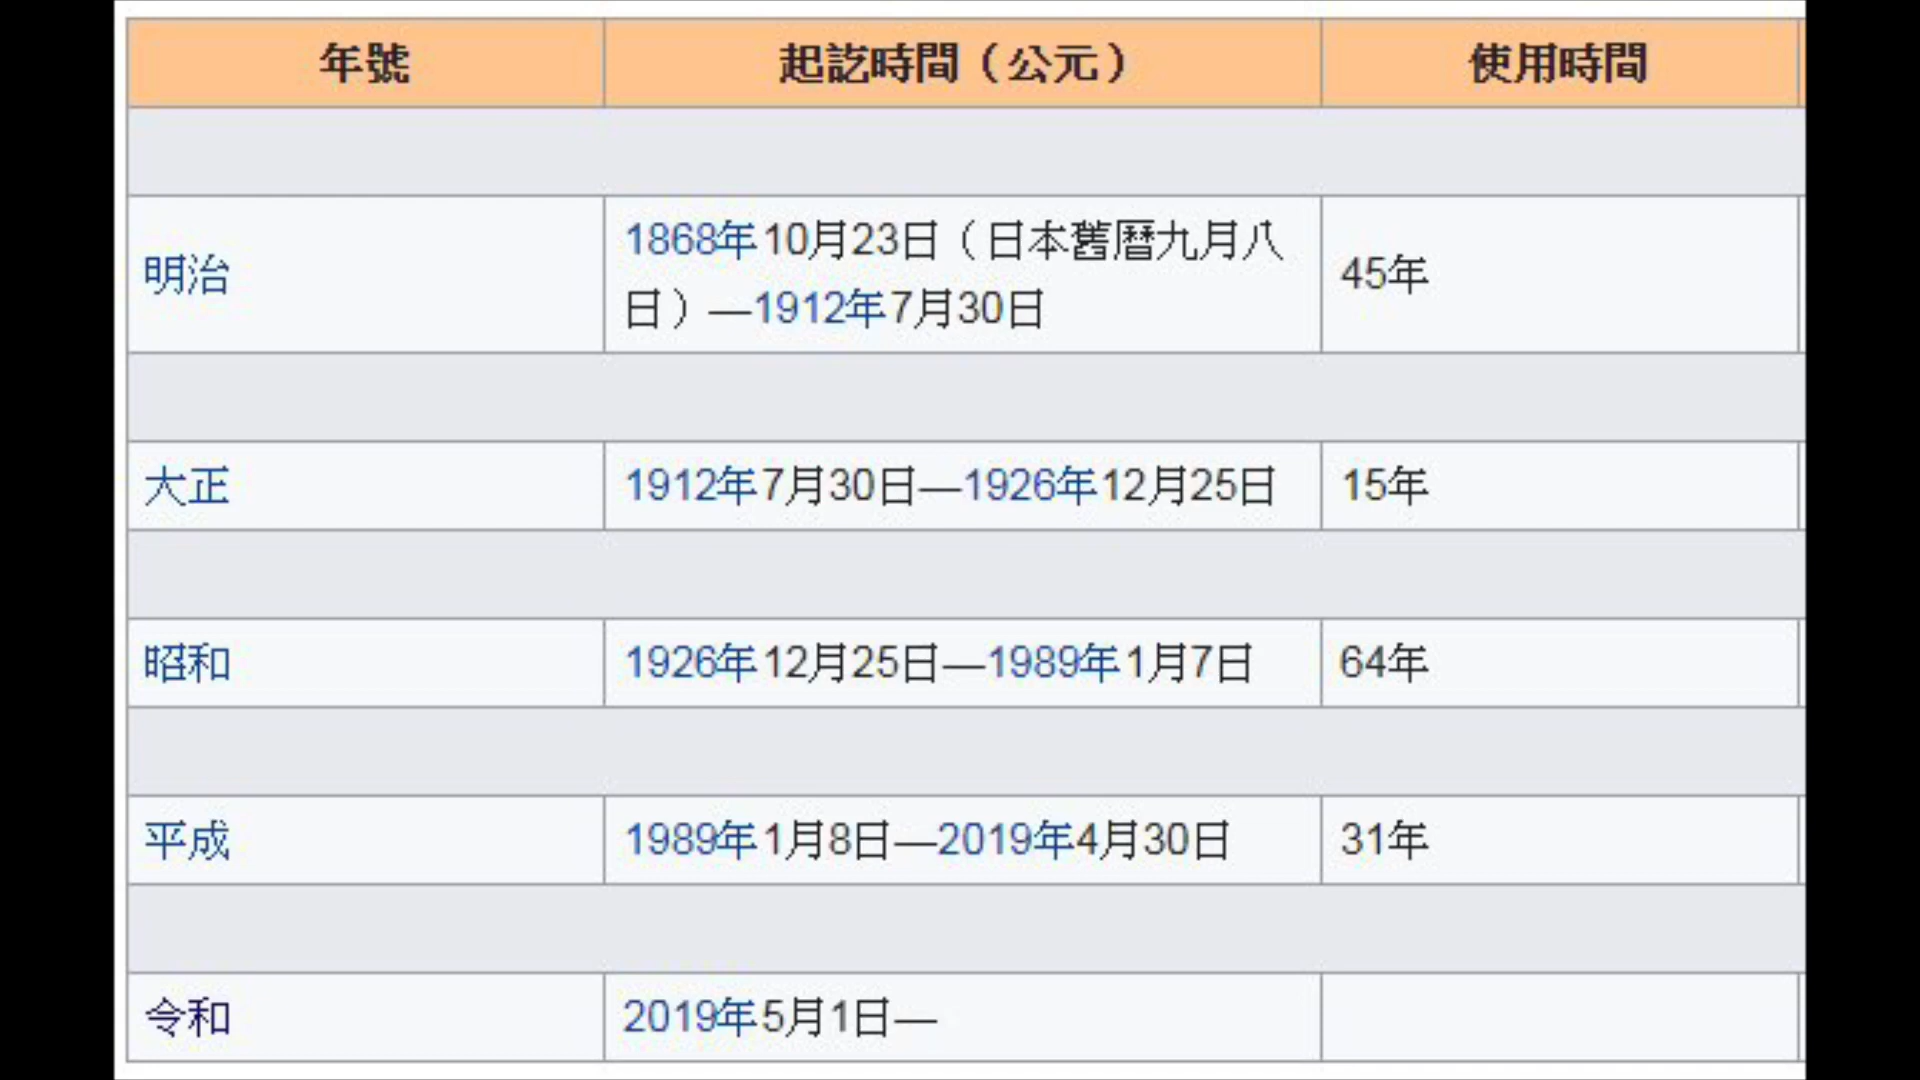 年號 起訖時間（公元） 使用時間
明治 1868年10月23日（日本舊曆九月八 45年
日）—1912年7月30日
大正 1912年7月30日—1926年12月25日 15年
昭和 1926年12月25日—1989年1月7日 64年
平成 1989年1月8日—2019年4月30日 31年
令和 2019年5月1日—